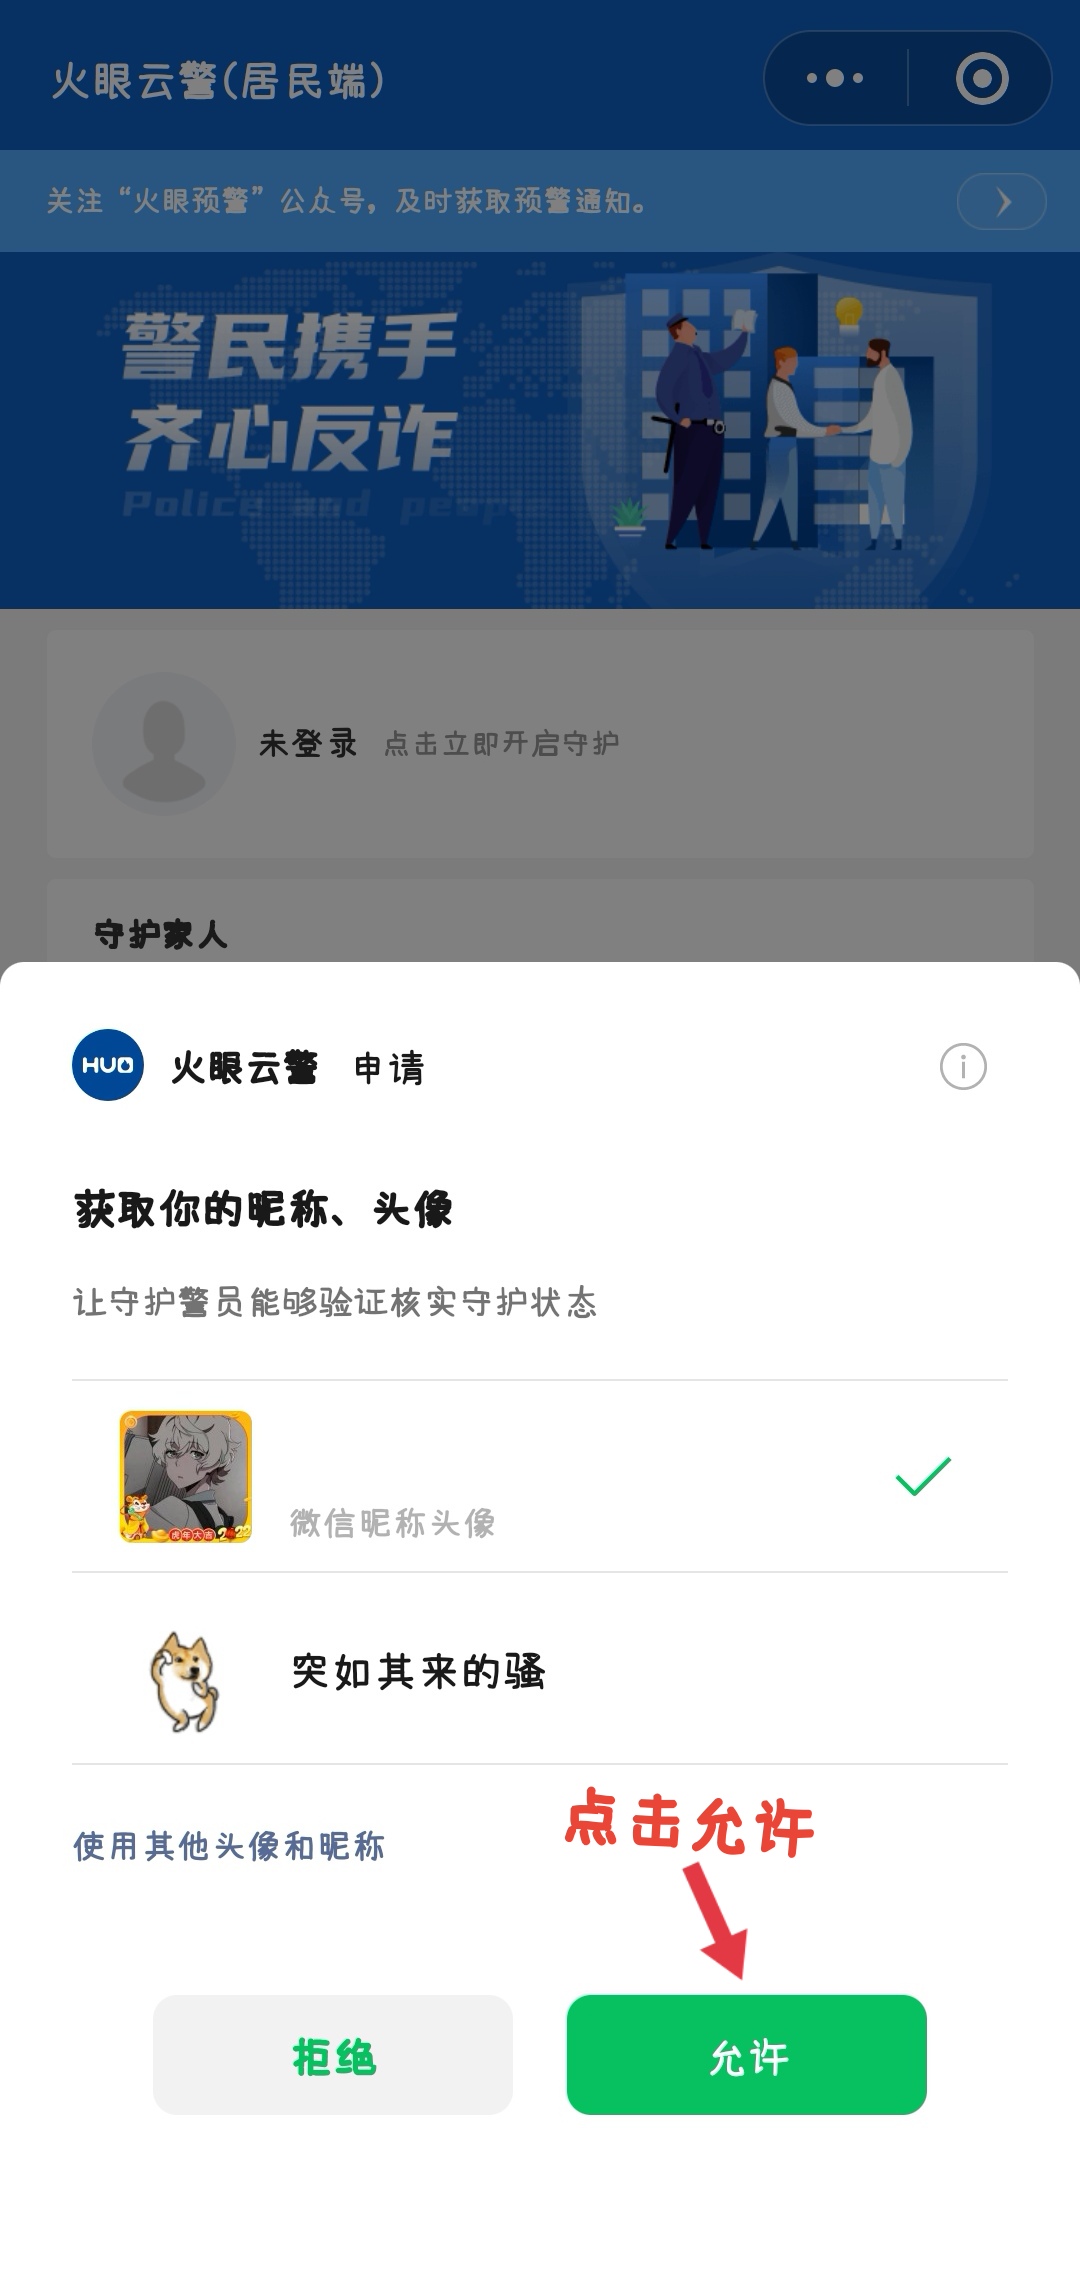 火眼云警(居民端)
关注“火眼预警”公众号，及时获取预警通知。
警民携手
齐心反诈
Police and peop
未登录 点击立即开启守护
守护家人
HUO 火眼云警 申请
获取你的昵称、头像
让守护警员能够验证核实守护状态
虎年大吉 2022
微信昵称头像
突如其来的骚
使用其他头像和昵称
点击允许
拒绝 允许